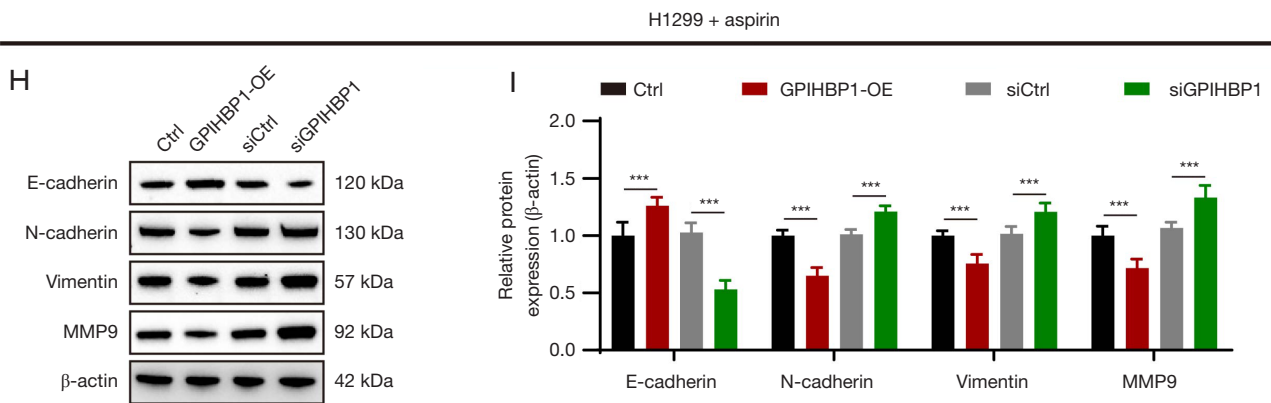 H1299 + aspirin
H
Ctrl GPIHBP1-OE siCtrl siGPIHBP1
E-cadherin 120 kDa
N-cadherin 130 kDa
Vimentin 57 kDa
MMP9 92 kDa
β-actin 42 kDa
I
Ctrl GPIHBP1-OE siCtrl siGPIHBP1
Relative protein
expression (β-actin)
2.0
1.5
1.0
0.5
0.0
*** *** *** *** *** *** *** ***
E-cadherin N-cadherin Vimentin MMP9